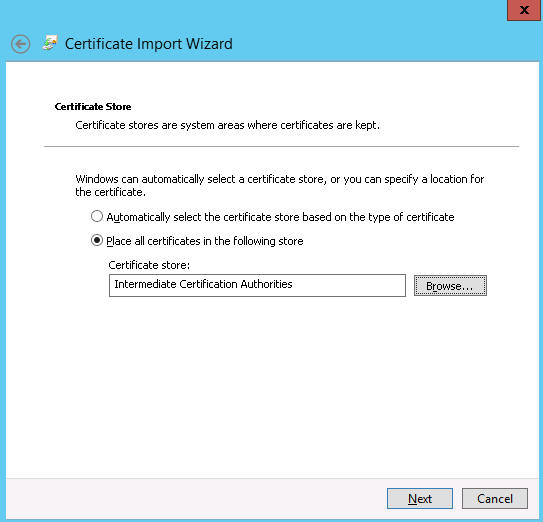 x
Certificate Import Wizard
Certificate Store
Certificate stores are system areas where certificates are kept.
Windows can automatically select a certificate store, or you can specify a location for
the certificate.
Automatically select the certificate store based on the type of certificate
Place all certificates in the following store
Certificate store:
Intermediate Certification Authorities
Browse...
Next
Cancel